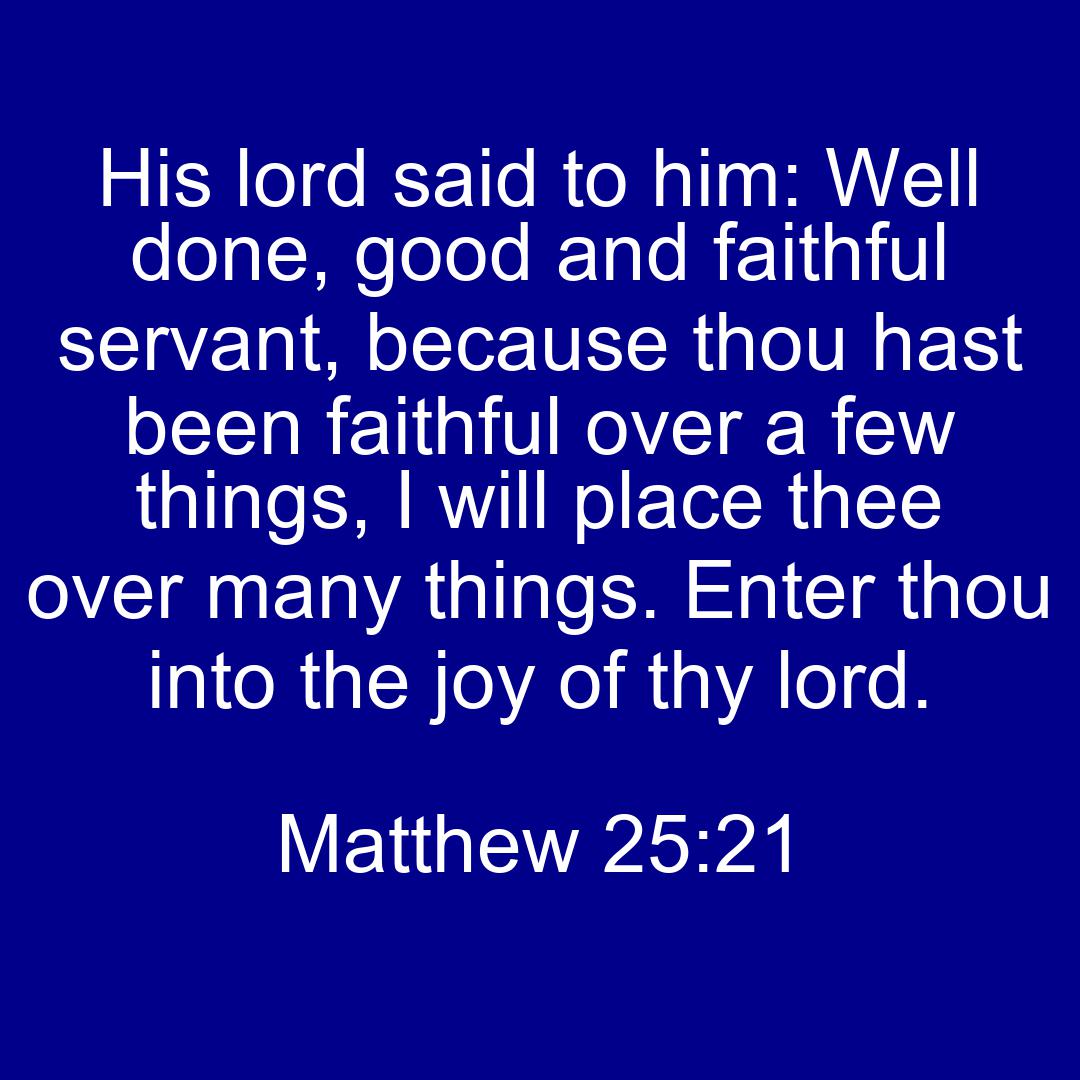 His lord said to him: Well
done, good and faithful
servant, because thou hast
been faithful over a few
things, I will place thee
over many things. Enter thou
into the joy of thy lord.
Matthew 25:21